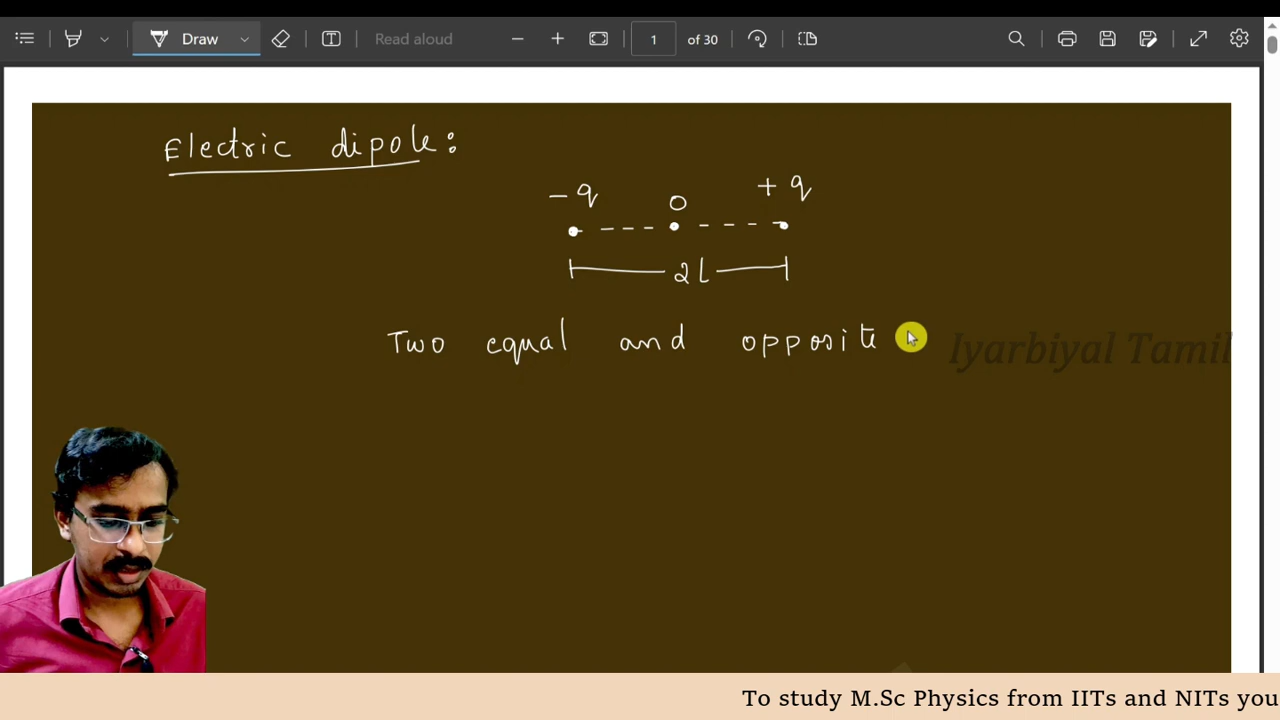 Draw
Read aloud
1 of 30
Electric dipole:
- q O + q
2l
Two equal and opposite
Iyarbiyal Tamil
To study M.Sc Physics from IITs and NITs you